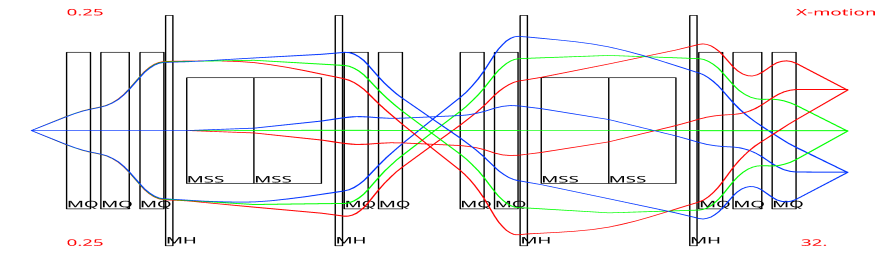 0.25 X-motion
MSS MSS MSS MSS
MQ MQ MQ MQ MQ MQ MQ MQ MQ MQ
MH MH MH MH
0.25 32.